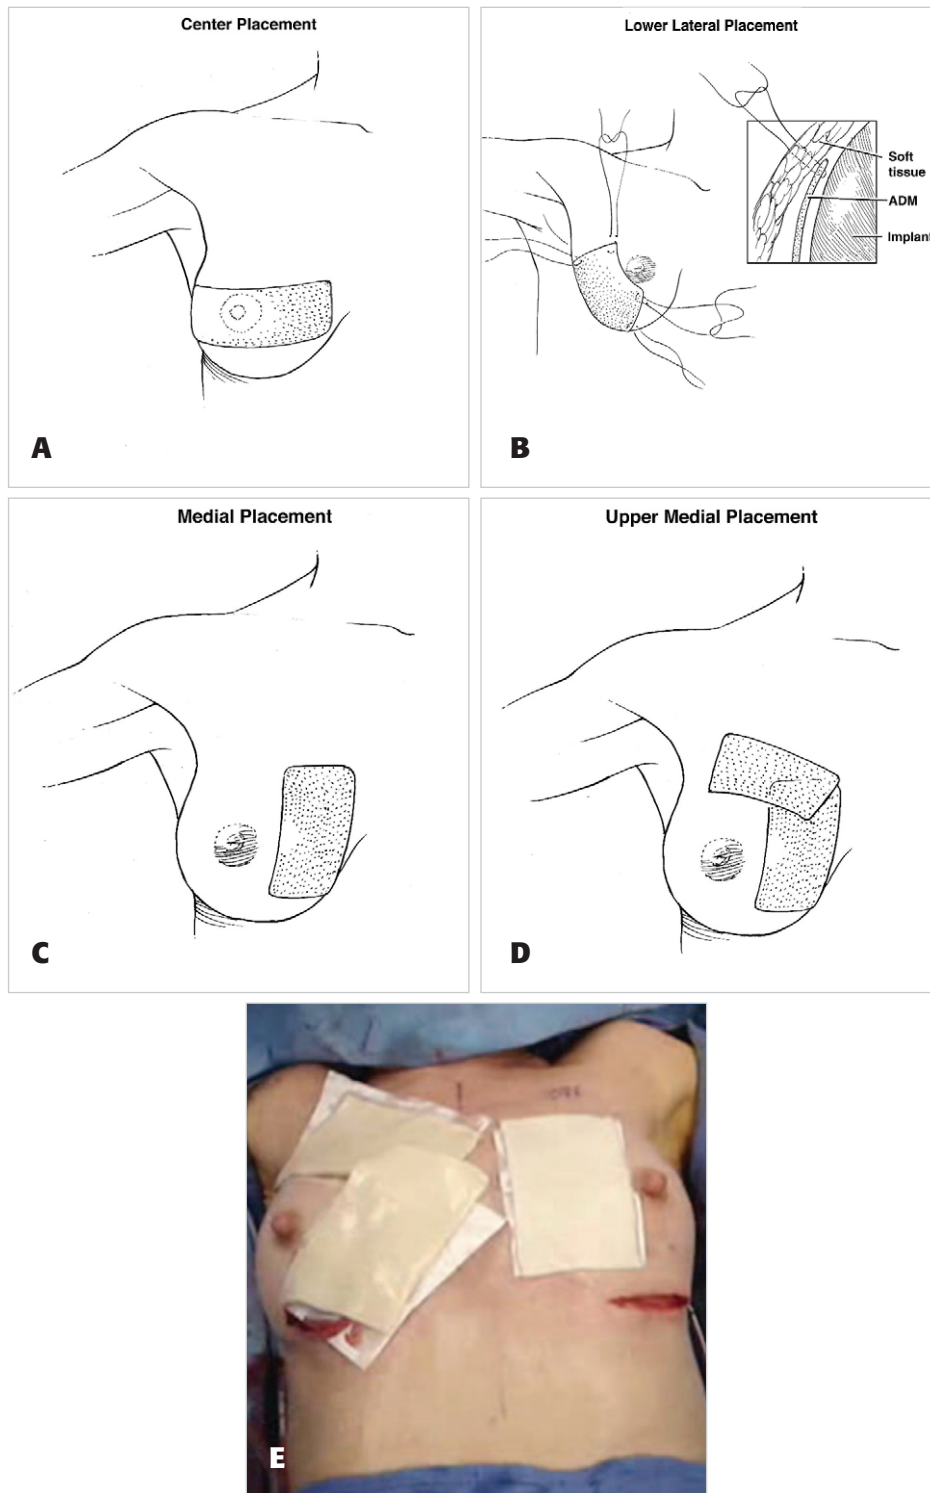 Center Placement
A
Lower Lateral Placement
Soft
tissue
ADM
Implant
B
Medial Placement
C
Upper Medial Placement
D
E